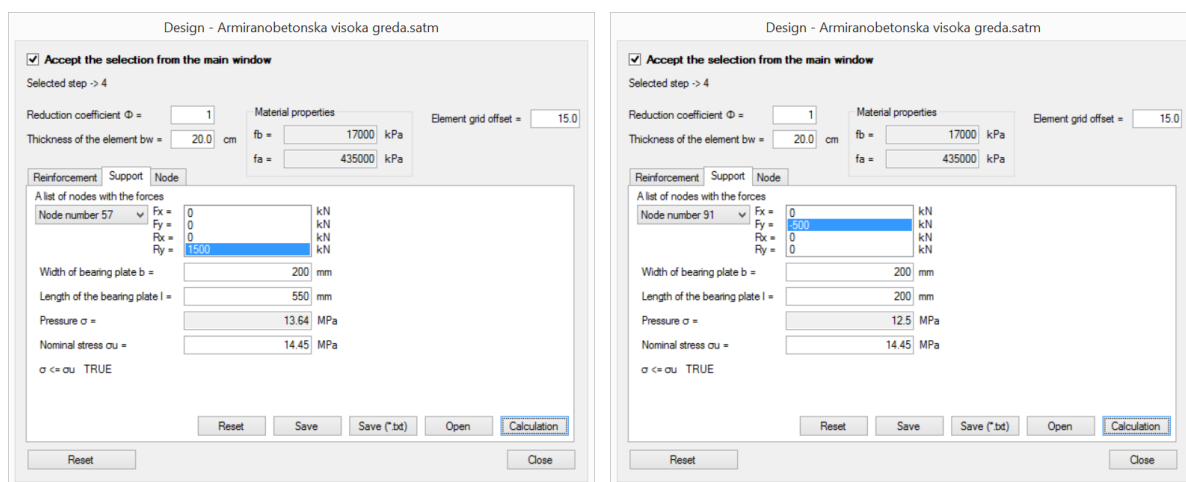 Design - Armiranobetonska visoka greda.satm
Accept the selection from the main window
Selected step -> 4
Reduction coefficient Φ = 1
Thickness of the element bw = 20.0 cm
Material properties
fb = 17000 kPa
fa = 435000 kPa
Element grid offset = 15.0
Reinforcement Support Node
A list of nodes with the forces
Node number 57
Fx = 0 kN
Fy = 0 kN
Rx = 0 kN
Ry = 1500 kN
Width of bearing plate b = 200 mm
Length of the bearing plate l = 550 mm
Pressure σ = 13.64 MPa
Nominal stress σu = 14.45 MPa
σ <= σu TRUE
Reset Save Save (*.txt) Open Calculation
Reset Close
Design - Armiranobetonska visoka greda.satm
Accept the selection from the main window
Selected step -> 4
Reduction coefficient Φ = 1
Thickness of the element bw = 20.0 cm
Material properties
fb = 17000 kPa
fa = 435000 kPa
Element grid offset = 15.0
Reinforcement Support Node
A list of nodes with the forces
Node number 91
Fx = 0 kN
Fy = -500 kN
Rx = 0 kN
Ry = 0 kN
Width of bearing plate b = 200 mm
Length of the bearing plate l = 200 mm
Pressure σ = 12.5 MPa
Nominal stress σu = 14.45 MPa
σ <= σu TRUE
Reset Save Save (*.txt) Open Calculation
Reset Close